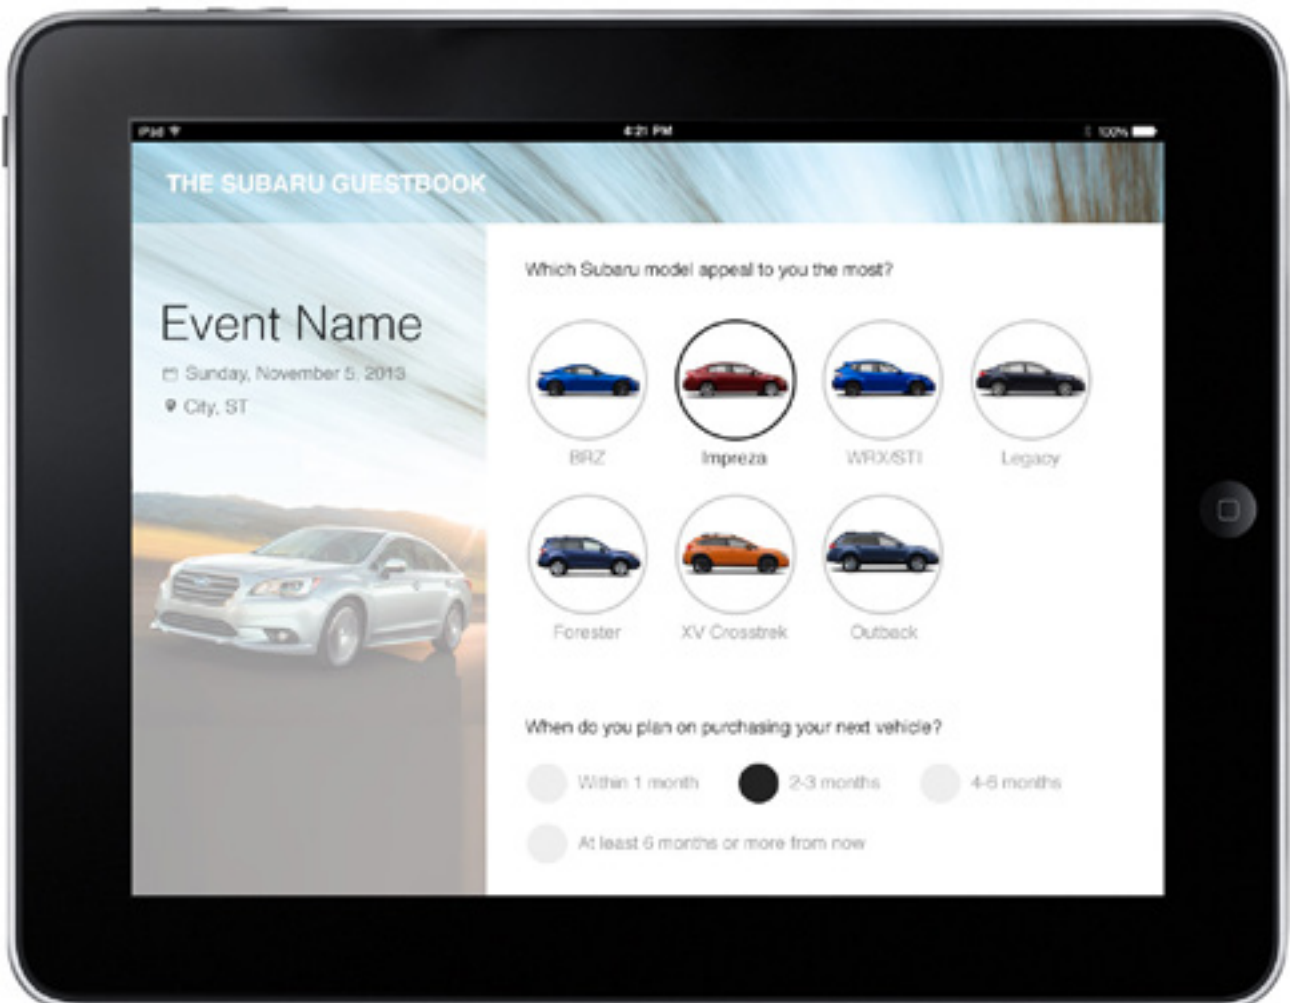 iPad
4:21 PM
100%
THE SUBARU GUESTBOOK
Event Name
Sunday, November 5, 2013
City, ST
Which Subaru model appeal to you the most?
BRZ
Impreza
WRX/STI
Legacy
Forester
XV Crosstrek
Outback
When do you plan on purchasing your next vehicle?
Within 1 month
2-3 months
4-6 months
At least 6 months or more from now